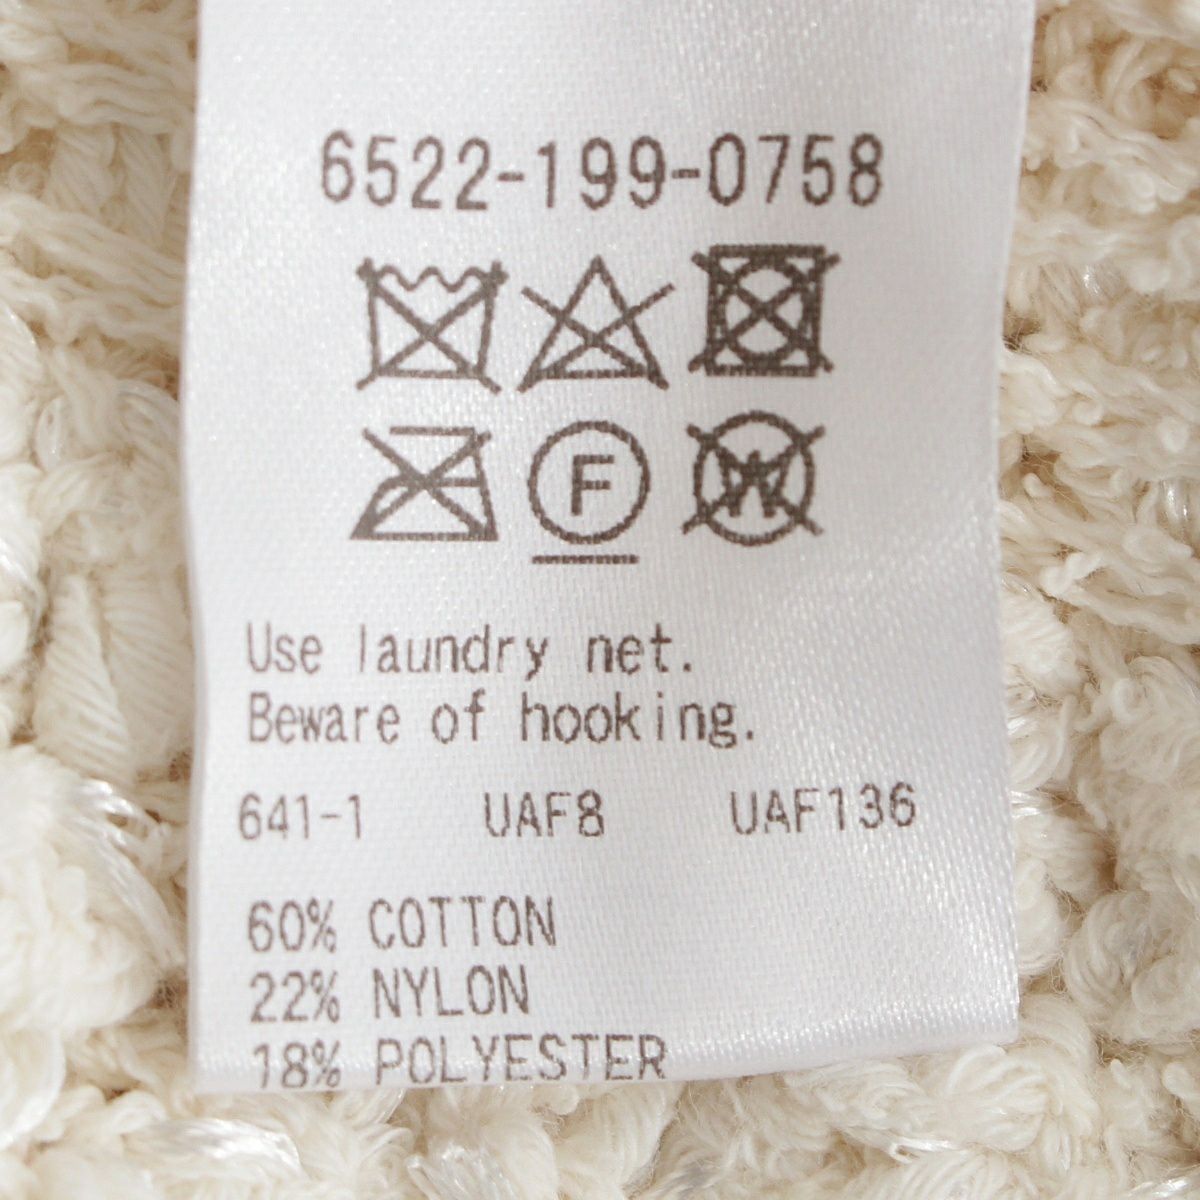 6522-199-0758
F W
Use laundry net.
Beware of hooking.
641-1 UAF8 UAF136
60% COTTON
22% NYLON
18% POLYESTER